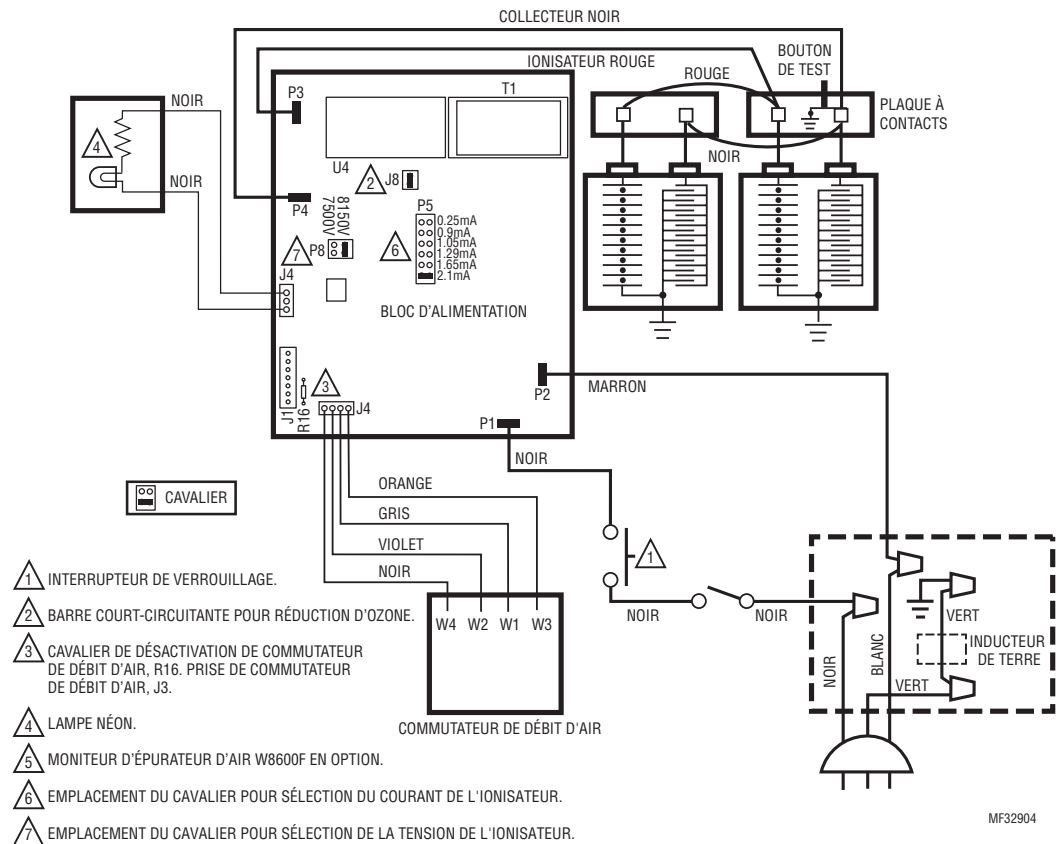 COLLECTEUR NOIR
IONISATEUR ROUGE
BOUTON
DE TEST
ROUGE
PLAQUE À
CONTACTS
NOIR
NOIR
4
NOIR
P3
T1
U4
2
J8
P4
8150V
7500V
P5
0.25mA
0.9mA
1.05mA
1.29mA
1.65mA
2.1mA
6
7
P8
J4
BLOC D'ALIMENTATION
3
J1
R16
J4
P2
MARRON
P1
NOIR
CAVALIER
ORANGE
GRIS
VIOLET
NOIR
W4 W2 W1 W3
COMMUTATEUR DE DÉBIT D'AIR
1
NOIR
NOIR
NOIR
BLANC
VERT
INDUCTEUR
DE TERRE
VERT
1 INTERRUPTEUR DE VERROUILLAGE.
2 BARRE COURT-CIRCUITANTE POUR RÉDUCTION D'OZONE.
3 CAVALIER DE DÉSACTIVATION DE COMMUTATEUR
DE DÉBIT D'AIR, R16. PRISE DE COMMUTATEUR
DE DÉBIT D'AIR, J3.
4 LAMPE NÉON.
5 MONITEUR D'ÉPURATEUR D'AIR W8600F EN OPTION.
6 EMPLACEMENT DU CAVALIER POUR SÉLECTION DU COURANT DE L'IONISATEUR.
7 EMPLACEMENT DU CAVALIER POUR SÉLECTION DE LA TENSION DE L'IONISATEUR.
MF32904